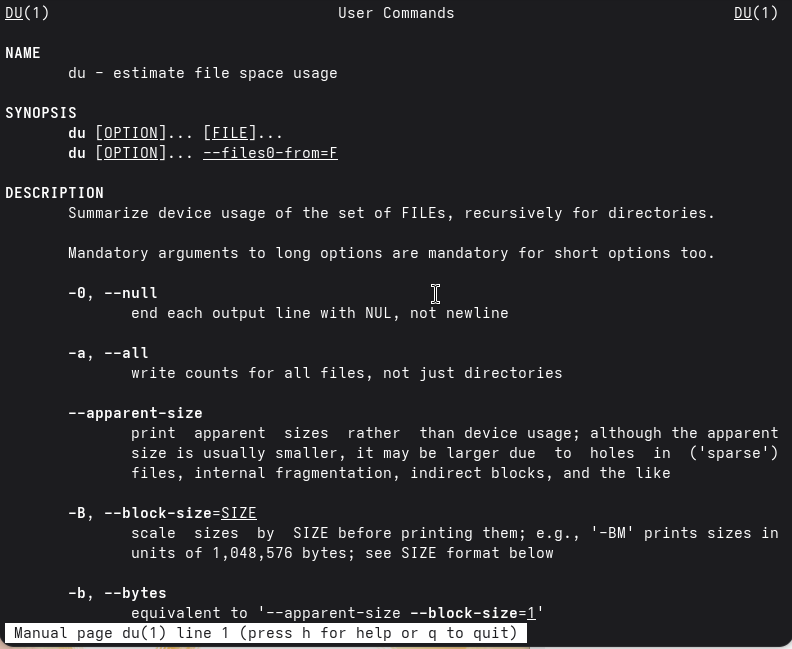 DU(1) User Commands DU(1)
NAME
du - estimate file space usage
SYNOPSIS
du [OPTION]... [FILE]...
du [OPTION]... --files0-from=F
DESCRIPTION
Summarize device usage of the set of FILEs, recursively for directories.
Mandatory arguments to long options are mandatory for short options too.
-0, --null
end each output line with NUL, not newline
-a, --all
write counts for all files, not just directories
--apparent-size
print apparent sizes rather than device usage; although the apparent
size is usually smaller, it may be larger due to holes in ('sparse')
files, internal fragmentation, indirect blocks, and the like
-B, --block-size=SIZE
scale sizes by SIZE before printing them; e.g., '-BM' prints sizes in
units of 1,048,576 bytes; see SIZE format below
-b, --bytes
equivalent to '--apparent-size --block-size=1'
Manual page du(1) line 1 (press h for help or q to quit)